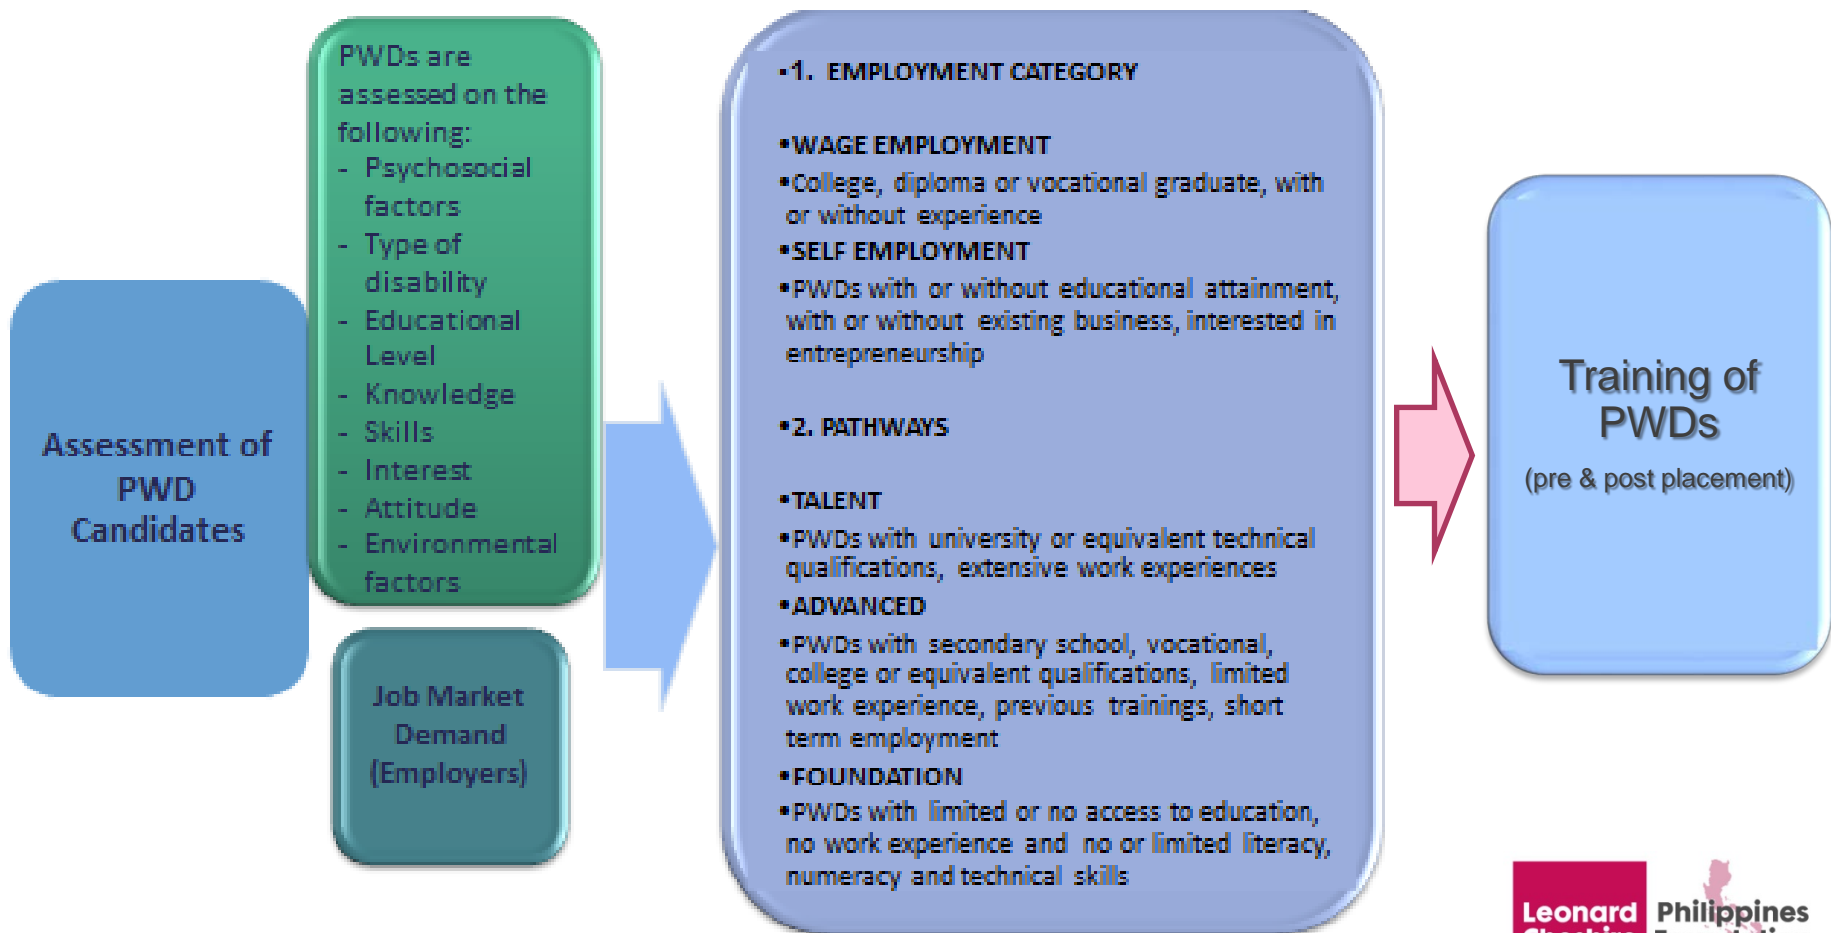 Assessment of
PWD
Candidates
PWDs are
assessed on the
following:
- Psychosocial
factors
- Type of
disability
- Educational
Level
- Knowledge
- Skills
- Interest
- Attitude
- Environmental
factors
Job Market
Demand
(Employers)
▪1. EMPLOYMENT CATEGORY
•WAGE EMPLOYMENT
•College, diploma or vocational graduate, with
or without experience
•SELF EMPLOYMENT
•PWDs with or without educational attainment,
with or without existing business, interested in
entrepreneurship
•2. PATHWAYS
•TALENT
•PWDs with university or equivalent technical
qualifications, extensive work experiences
•ADVANCED
•PWDs with secondary school, vocational,
college or equivalent qualifications, limited
work experience, previous trainings, short
term employment
•FOUNDATION
•PWDs with limited or no access to education,
no work experience and no or limited literacy,
numeracy and technical skills
Training of
PWDs
(pre & post placement)
Leonard
Philippines